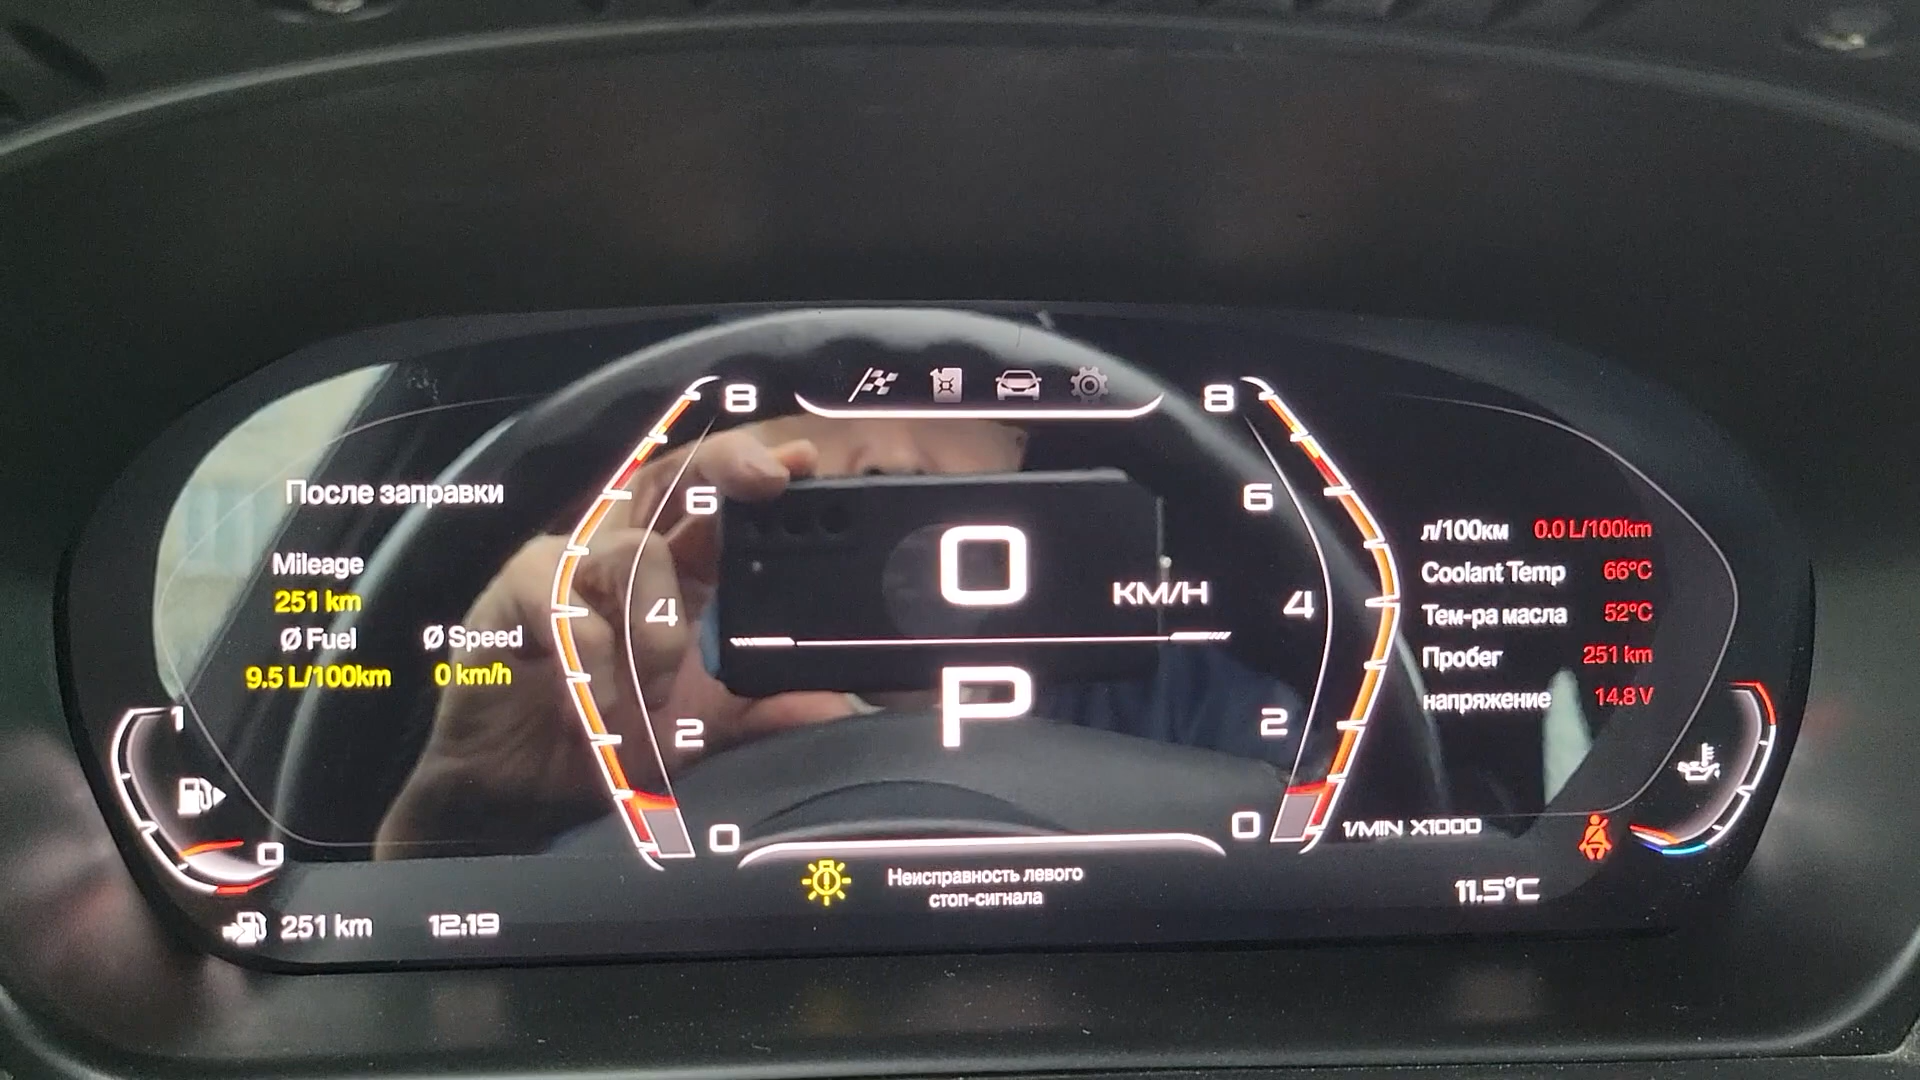 После заправки
Mileage
251 km
Ø Fuel
Ø Speed
9.5 L/100km
0 km/h
1
0
251 km
12:19
8
6
4
2
0
0
KM/H
P
8
6
4
2
0
1/MIN X1000
Неисправность левого
стоп-сигнала
л/100км 0.0 L/100km
Coolant Temp 66°C
Тем-ра масла 52°C
Пробег 251 km
напряжение 14.8 V
11.5°C